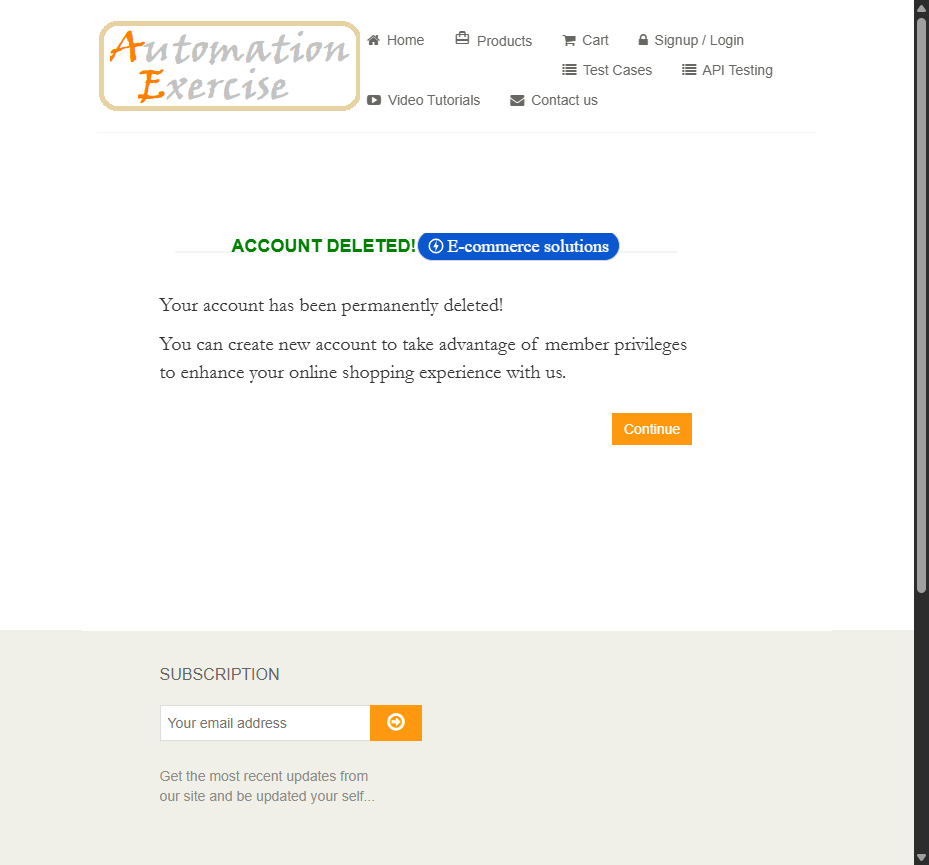 Automation
Exercise
Home
Products
Cart
Signup / Login
Test Cases
API Testing
Video Tutorials
Contact us
ACCOUNT DELETED! E-commerce solutions
Your account has been permanently deleted!
You can create new account to take advantage of member privileges
to enhance your online shopping experience with us.
Continue
SUBSCRIPTION
Your email address
Get the most recent updates from
our site and be updated your self...